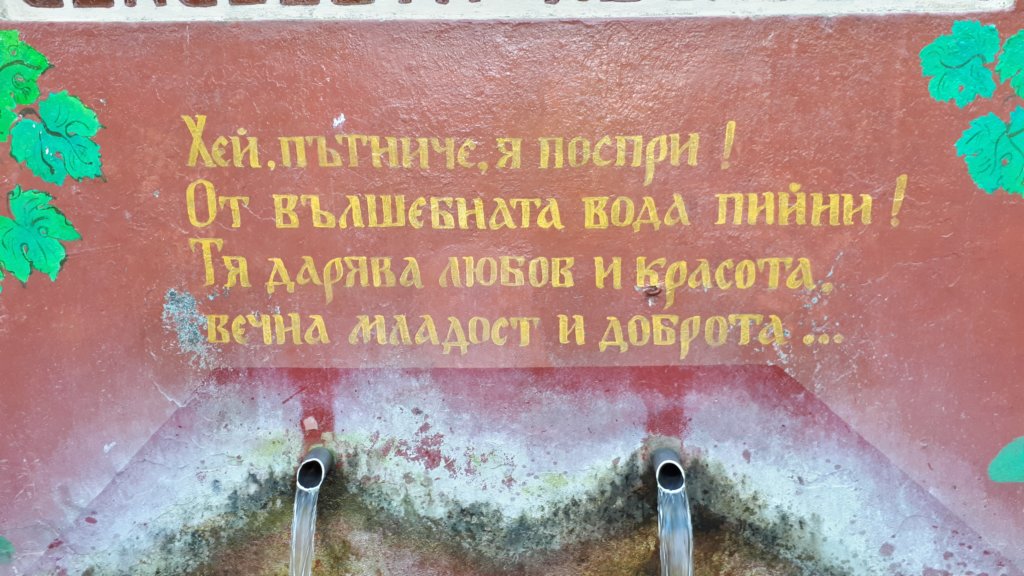 Хей, пътниче, я поспри!
От вълшебната вода пийни!
Тя дарява любов и красота,
вечна младост и доброта...